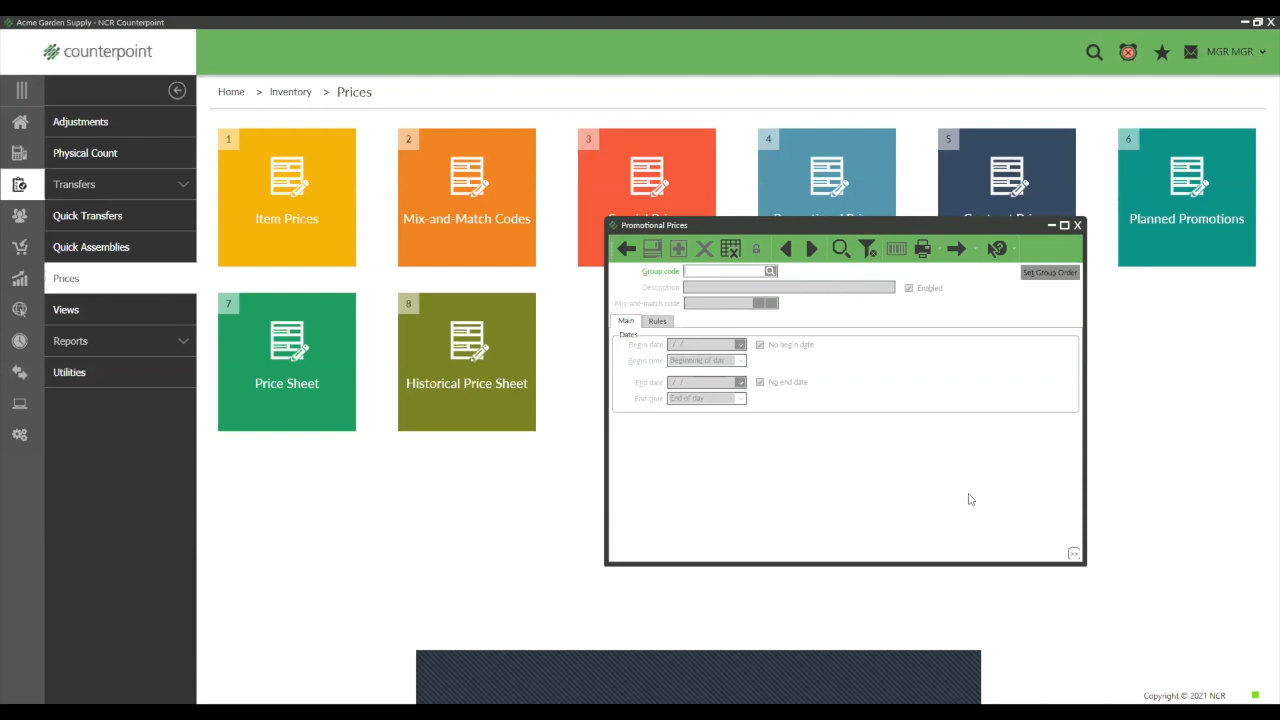 Acme Garden Supply - NCR Counterpoint
counterpoint
MGR MGR
Home > Inventory > Prices
Adjustments
Physical Count
Transfers
Quick Transfers
Quick Assemblies
Prices
Views
Reports
Utilities
1
Item Prices
2
Mix-and-Match Codes
3
4
5
6
Planned Promotions
7
Price Sheet
8
Historical Price Sheet
Promotional Prices
Group code
Set Group Order
Description
Enabled
Mix-and-match code
Main Rules
Dates
Begin date / / No begin date
Begin time Beginning of day
End date / / No end date
End time End of day
>>
Copyright © 2021 NCR